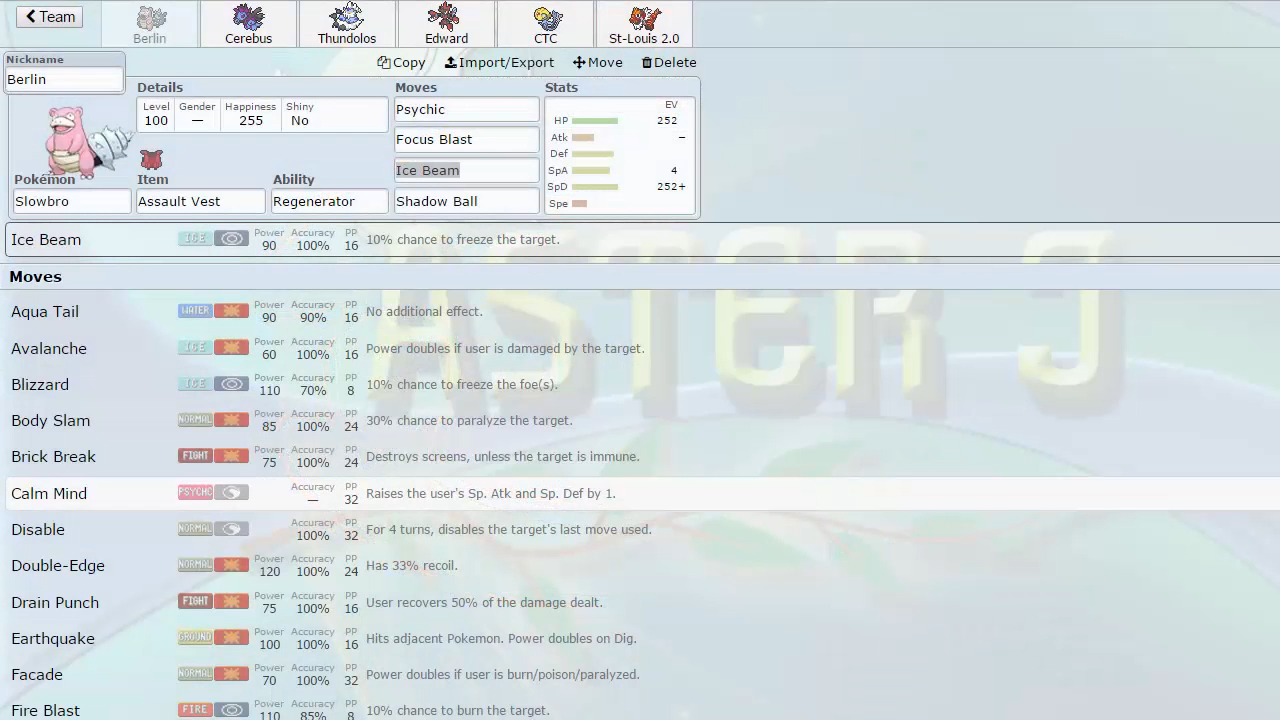 Team
Berlin
Cerebus
Thundolos
Edward
CTC
St-Louis 2.0
Nickname
Berlin
Copy Import/Export Move Delete
Details
Level Gender Happiness Shiny
100 — 255 No
Moves
Psychic
Focus Blast
Ice Beam
Shadow Ball
Stats
EV
HP 252
Atk –
Def
SpA 4
SpD 252+
Spe
Pokémon Item Ability
Slowbro Assault Vest Regenerator
Ice Beam ICE Power 90 Accuracy 100% PP 16 10% chance to freeze the target.
Moves
Aqua Tail WATER Power 90 Accuracy 90% PP 16 No additional effect.
Avalanche ICE Power 60 Accuracy 100% PP 16 Power doubles if user is damaged by the target.
Blizzard ICE Power 110 Accuracy 70% PP 8 10% chance to freeze the foe(s).
Body Slam NORMAL Power 85 Accuracy 100% PP 24 30% chance to paralyze the target.
Brick Break FIGHT Power 75 Accuracy 100% PP 24 Destroys screens, unless the target is immune.
Calm Mind PSYCHC Accuracy — PP 32 Raises the user's Sp. Atk and Sp. Def by 1.
Disable NORMAL Accuracy 100% PP 32 For 4 turns, disables the target's last move used.
Double-Edge NORMAL Power 120 Accuracy 100% PP 24 Has 33% recoil.
Drain Punch FIGHT Power 75 Accuracy 100% PP 16 User recovers 50% of the damage dealt.
Earthquake GROUND Power 100 Accuracy 100% PP 16 Hits adjacent Pokemon. Power doubles on Dig.
Facade NORMAL Power 70 Accuracy 100% PP 32 Power doubles if user is burn/poison/paralyzed.
Fire Blast FIRE Power 110 Accuracy 85% PP 8 10% chance to burn the target.
ASTER J